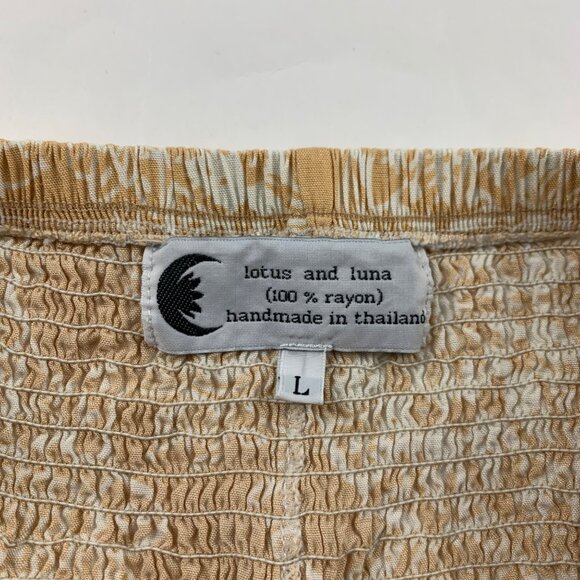 lotus and luna
(100 % rayon)
handmade in thailand
L